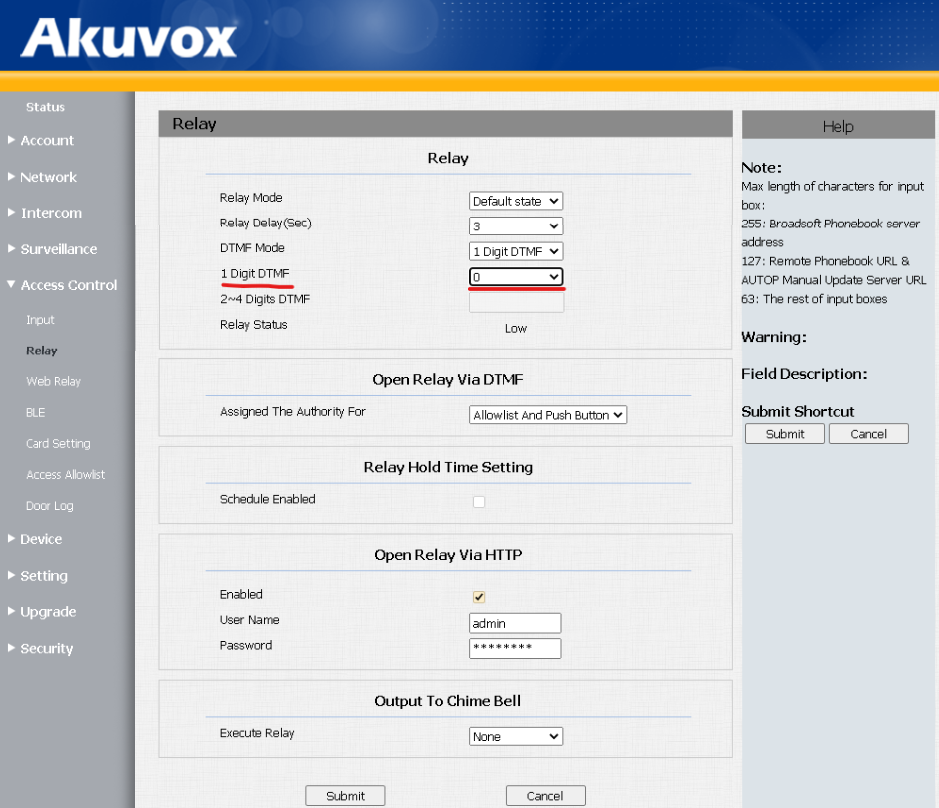 Akuvox
Status
Account
Network
Intercom
Surveillance
Access Control
Input
Relay
Web Relay
BLE
Card Setting
Access Allowlist
Door Log
Device
Setting
Upgrade
Security
Relay
Relay
Relay Mode Default state
Relay Delay(Sec) 3
DTMF Mode 1 Digit DTMF
1 Digit DTMF 0
2~4 Digits DTMF
Relay Status Low
Open Relay Via DTMF
Assigned The Authority For Allowlist And Push Button
Relay Hold Time Setting
Schedule Enabled
Open Relay Via HTTP
Enabled
User Name admin
Password ********
Output To Chime Bell
Execute Relay None
Submit Cancel
Help
Note:
Max length of characters for input
box:
255: Broadsoft Phonebook server
address
127: Remote Phonebook URL &
AUTOP Manual Update Server URL
63: The rest of input boxes
Warning:
Field Description:
Submit Shortcut
Submit Cancel